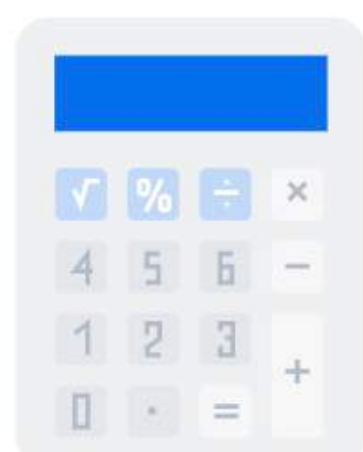 √ % ÷ ×
4 5 6 −
1 2 3 +
0 . =